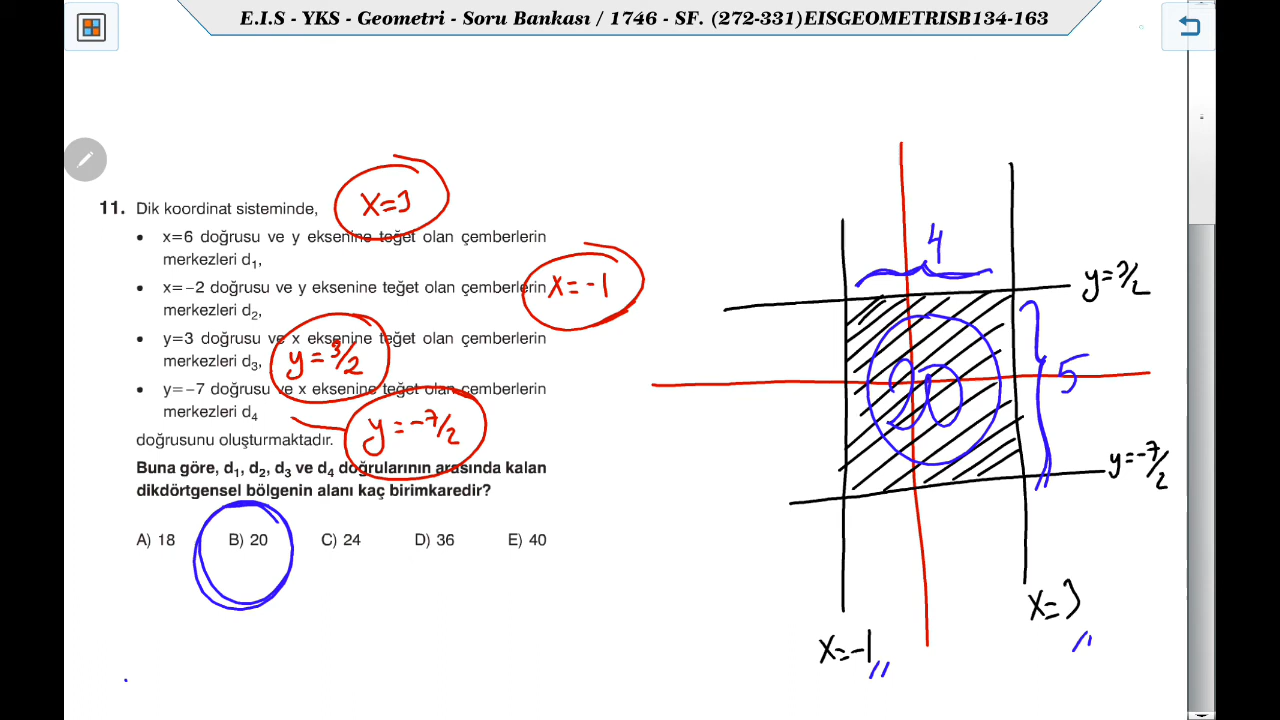 E.I.S - YKS - Geometri - Soru Bankası / 1746 - SF. (272-331)EISGEOMETRISB134-163
11. Dik koordinat sisteminde,
x=3
• x=6 doğrusu ve y eksenine teğet olan çemberlerin
merkezleri d1,
• x=−2 doğrusu ve y eksenine teğet olan çemberlerin
merkezleri d2,
x=-1
• y=3 doğrusu ve x eksenine teğet olan çemberlerin
merkezleri d3,
y=3/2
• y=−7 doğrusu ve x eksenine teğet olan çemberlerin
merkezleri d4
y=-7/2
doğrusunu oluşturmaktadır.
Buna göre, d1, d2, d3 ve d4 doğrularının arasında kalan
dikdörtgensel bölgenin alanı kaç birimkaredir?
A) 18 B) 20 C) 24 D) 36 E) 40
4
y=3/2
5
20
y=-7/2
x=3
x=-1